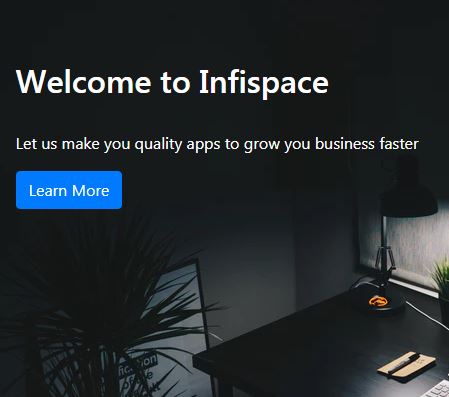 Welcome to Infispace
Let us make you quality apps to grow you business faster
Learn More